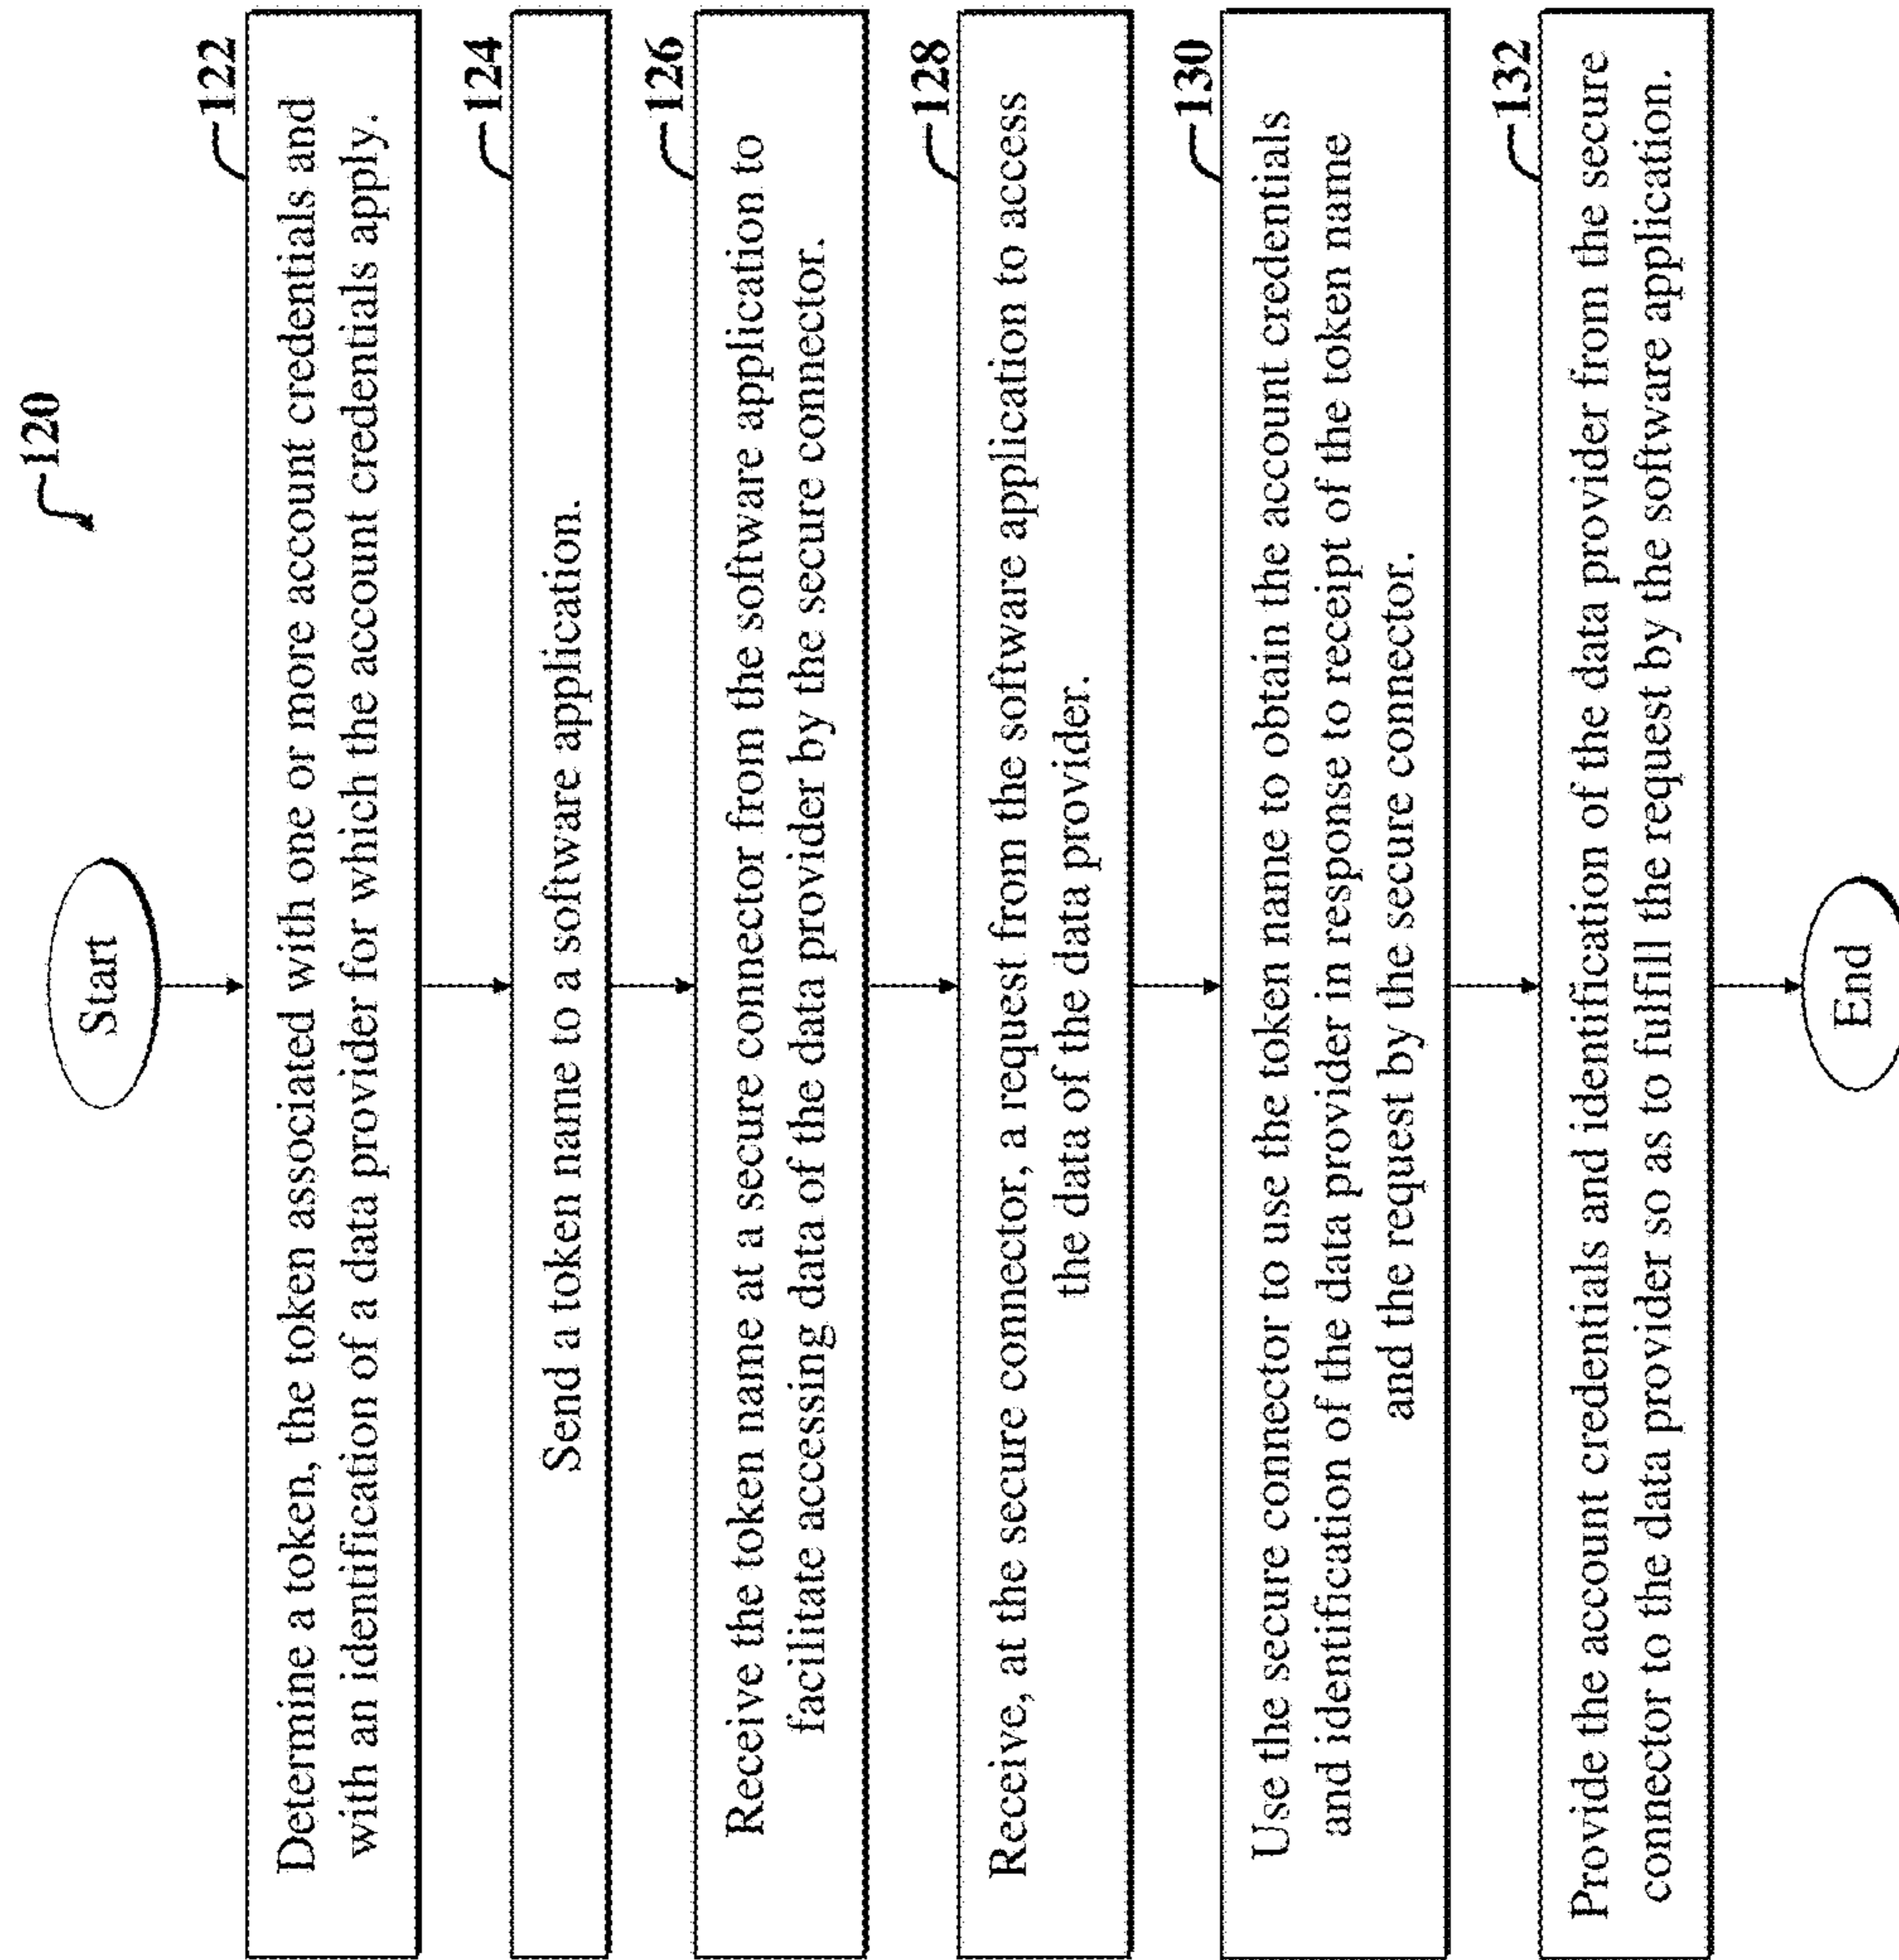 120
Start
122
Determine a token, the token associated with one or more account credentials and
with an identification of a data provider for which the account credentials apply.
124
Send a token name to a software application.
126
Receive the token name at a secure connector from the software application to
facilitate accessing data of the data provider by the secure connector.
128
Receive, at the secure connector, a request from the software application to access
the data of the data provider.
130
Use the secure connector to use the token name to obtain the account credentials
and identification of the data provider in response to receipt of the token name
and the request by the secure connector.
132
Provide the account credentials and identification of the data provider from the secure
connector to the data provider so as to fulfill the request by the software application.
End